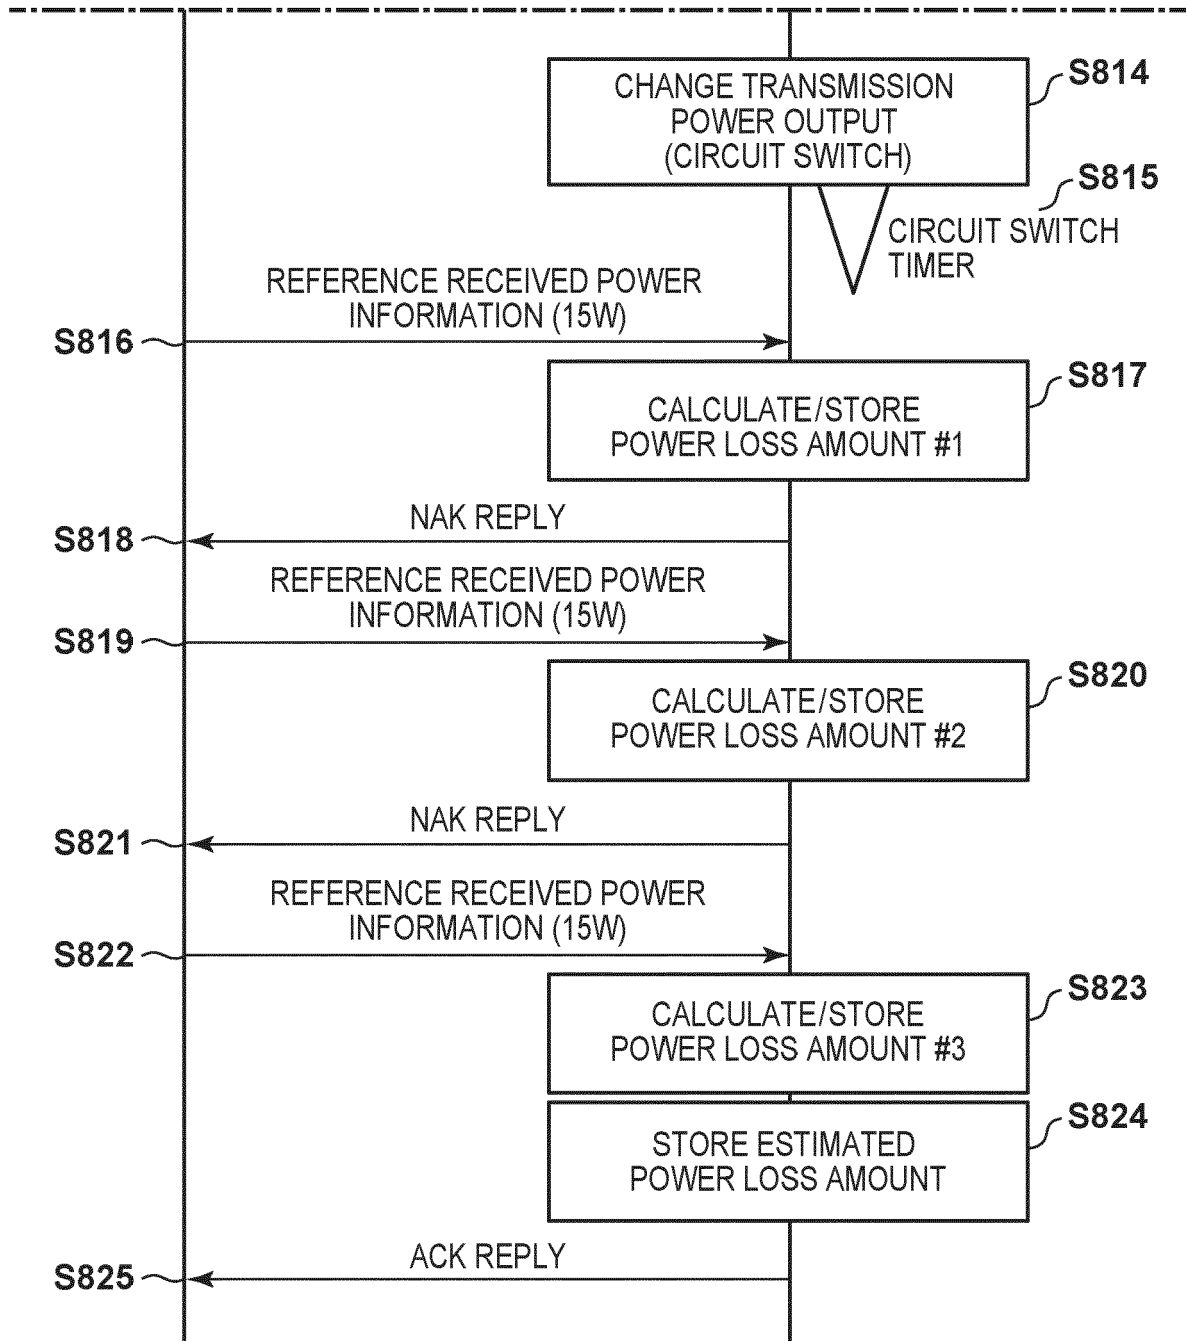 CHANGE TRANSMISSION
POWER OUTPUT
(CIRCUIT SWITCH)
S814
S815
CIRCUIT SWITCH
TIMER
REFERENCE RECEIVED POWER
INFORMATION (15W)
S816
S817
CALCULATE/STORE
POWER LOSS AMOUNT #1
NAK REPLY
S818
REFERENCE RECEIVED POWER
INFORMATION (15W)
S819
S820
CALCULATE/STORE
POWER LOSS AMOUNT #2
NAK REPLY
S821
REFERENCE RECEIVED POWER
INFORMATION (15W)
S822
S823
CALCULATE/STORE
POWER LOSS AMOUNT #3
S824
STORE ESTIMATED
POWER LOSS AMOUNT
ACK REPLY
S825